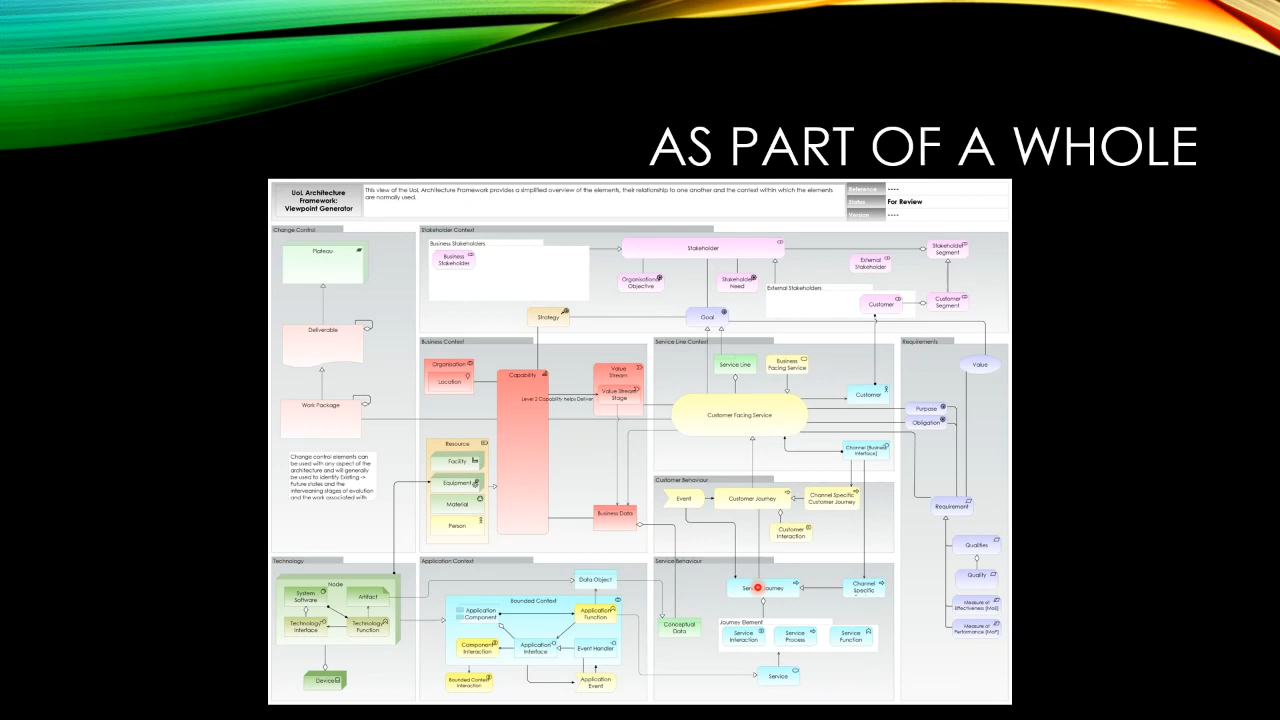 AS PART OF A WHOLE
UoL Architecture
Framework:
Viewpoint Generator
This view of the UoL Architecture Framework provides a simplified overview of the elements, their relationship to one another and the context within which the elements
are normally used.
Reference
----
Status
For Review
Version
----
Change Control
Plateau
Deliverable
Work Package
Change control elements can
be used with any aspect of the
architecture and will generally
be used to identify Existing ->
future states and the
interveaning stages of evolution
and the work associated with
Stakeholder Context
Business Stakeholders
Business
Stakeholder
Stakeholder
Organisational
Objective
Stakeholder
Need
External
Stakeholder
Stakeholder
Segment
External Stakeholders
Customer
Customer
Segment
Strategy
Goal
Business Context
Organisation
Location
Capability
Value
Stream
Value Stream
Stage
Level 2 Capability helps Deliver
Resource
Facility
Equipment
Material
Person
Business Data
Service Line Context
Service Line
Business
Facing Service
Customer
Customer Facing Service
Channel (Business
Interface)
Customer Behaviour
Event
Customer Journey
Channel Specific
Customer Journey
Customer
Interaction
Requirements
Value
Purpose
Obligation
Requirement
Qualities
Quality
Measure of
Effectiveness (MoE)
Measure of
Performance (MoP)
Technology
Node
System
Software
Artifact
Technology
Interface
Technology
Function
Device
Application Context
Data Object
Bounded Context
Application
Component
Application
Function
Component
Interaction
Application
Interface
Event Handler
Bounded Context
Interaction
Application
Event
Service Behaviour
Journey
Channel
Specific
Conceptual
Data
Journey Element
Service
Interaction
Service
Process
Service
Function
Service